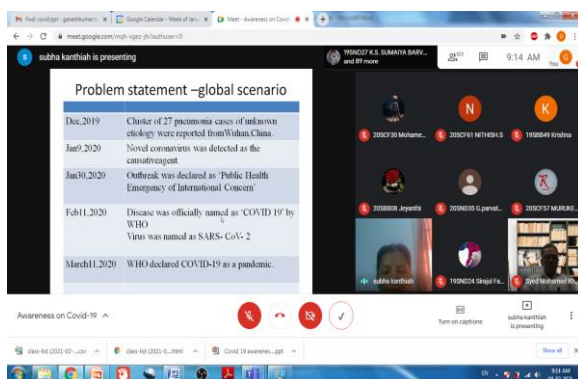 Fwd: covid ppt - ganeshkumar.t
Google Calendar - Week of Janu
Meet - Awareness on Covid
subha kanthiah is presenting
19SND27 K.S. SUMAIYA BARV...
and 89 more
101
9:14 AM
You
Problem statement –global scenario
Dec,2019
Cluster of 27 pneumonia cases of unknown
etiology were reported fromWuhan,China.
Jan9,2020
Novel coronavirus was detected as the
causativeagent.
Jan30,2020
Outbreak was declared as ‘Public Health
Emergency of International Concern’
Feb11,2020
Disease was officially named as ‘COVID 19’ by
WHO
Virus was named as SARS- CoV- 2
March11,2020
WHO declared COVID-19 as a pandemic.
20SCF30 Mohame...
20SCF61 NITHISH.S
19SBB49 Krishna
20SBB08 Jeyanthi
20SND35 G.parvat...
20SCF57 MURUKE...
subha kanthiah
19SND24 Sirajul Fa...
Syed Mohamed Kh
Awareness on Covid-19
Turn on captions
subha kanthiah
is presenting
class-list (2021-02-....csv
class-list (2021-0...html
Covid 19 awarenes....ppt
Show all
EN
9:14 AM